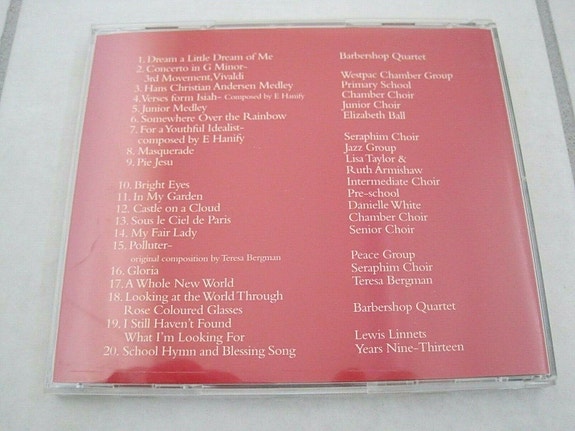 1. Dream a Little Dream of Me Barbershop Quartet
2. Concerto in G Minor-
3rd Movement, Vivaldi Westpac Chamber Group
3. Hans Christian Andersen Medley Primary School
4. Verses form Isiah- Composed by E Hanify Chamber Choir
5. Junior Medley Junior Choir
6. Somewhere Over the Rainbow Elizabeth Ball
7. For a Youthful Idealist-
composed by E Hanify Seraphim Choir
8. Masquerade Jazz Group
9. Pie Jesu Lisa Taylor &
Ruth Armishaw
10. Bright Eyes Intermediate Choir
11. In My Garden Pre-school
12. Castle on a Cloud Danielle White
13. Sous le Ciel de Paris Chamber Choir
14. My Fair Lady Senior Choir
15. Polluter-
original composition by Teresa Bergman Peace Group
16. Gloria Seraphim Choir
17. A Whole New World Teresa Bergman
18. Looking at the World Through
Rose Coloured Glasses Barbershop Quartet
19. I Still Haven't Found
What I'm Looking For Lewis Linnets
20. School Hymn and Blessing Song Years Nine-Thirteen